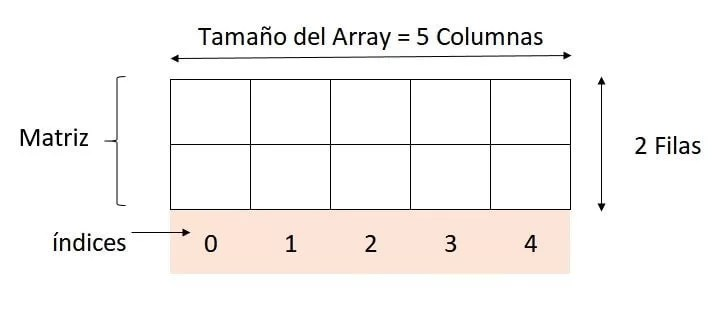 Tamaño del Array = 5 Columnas
Matriz
2 Filas
índices
0 1 2 3 4